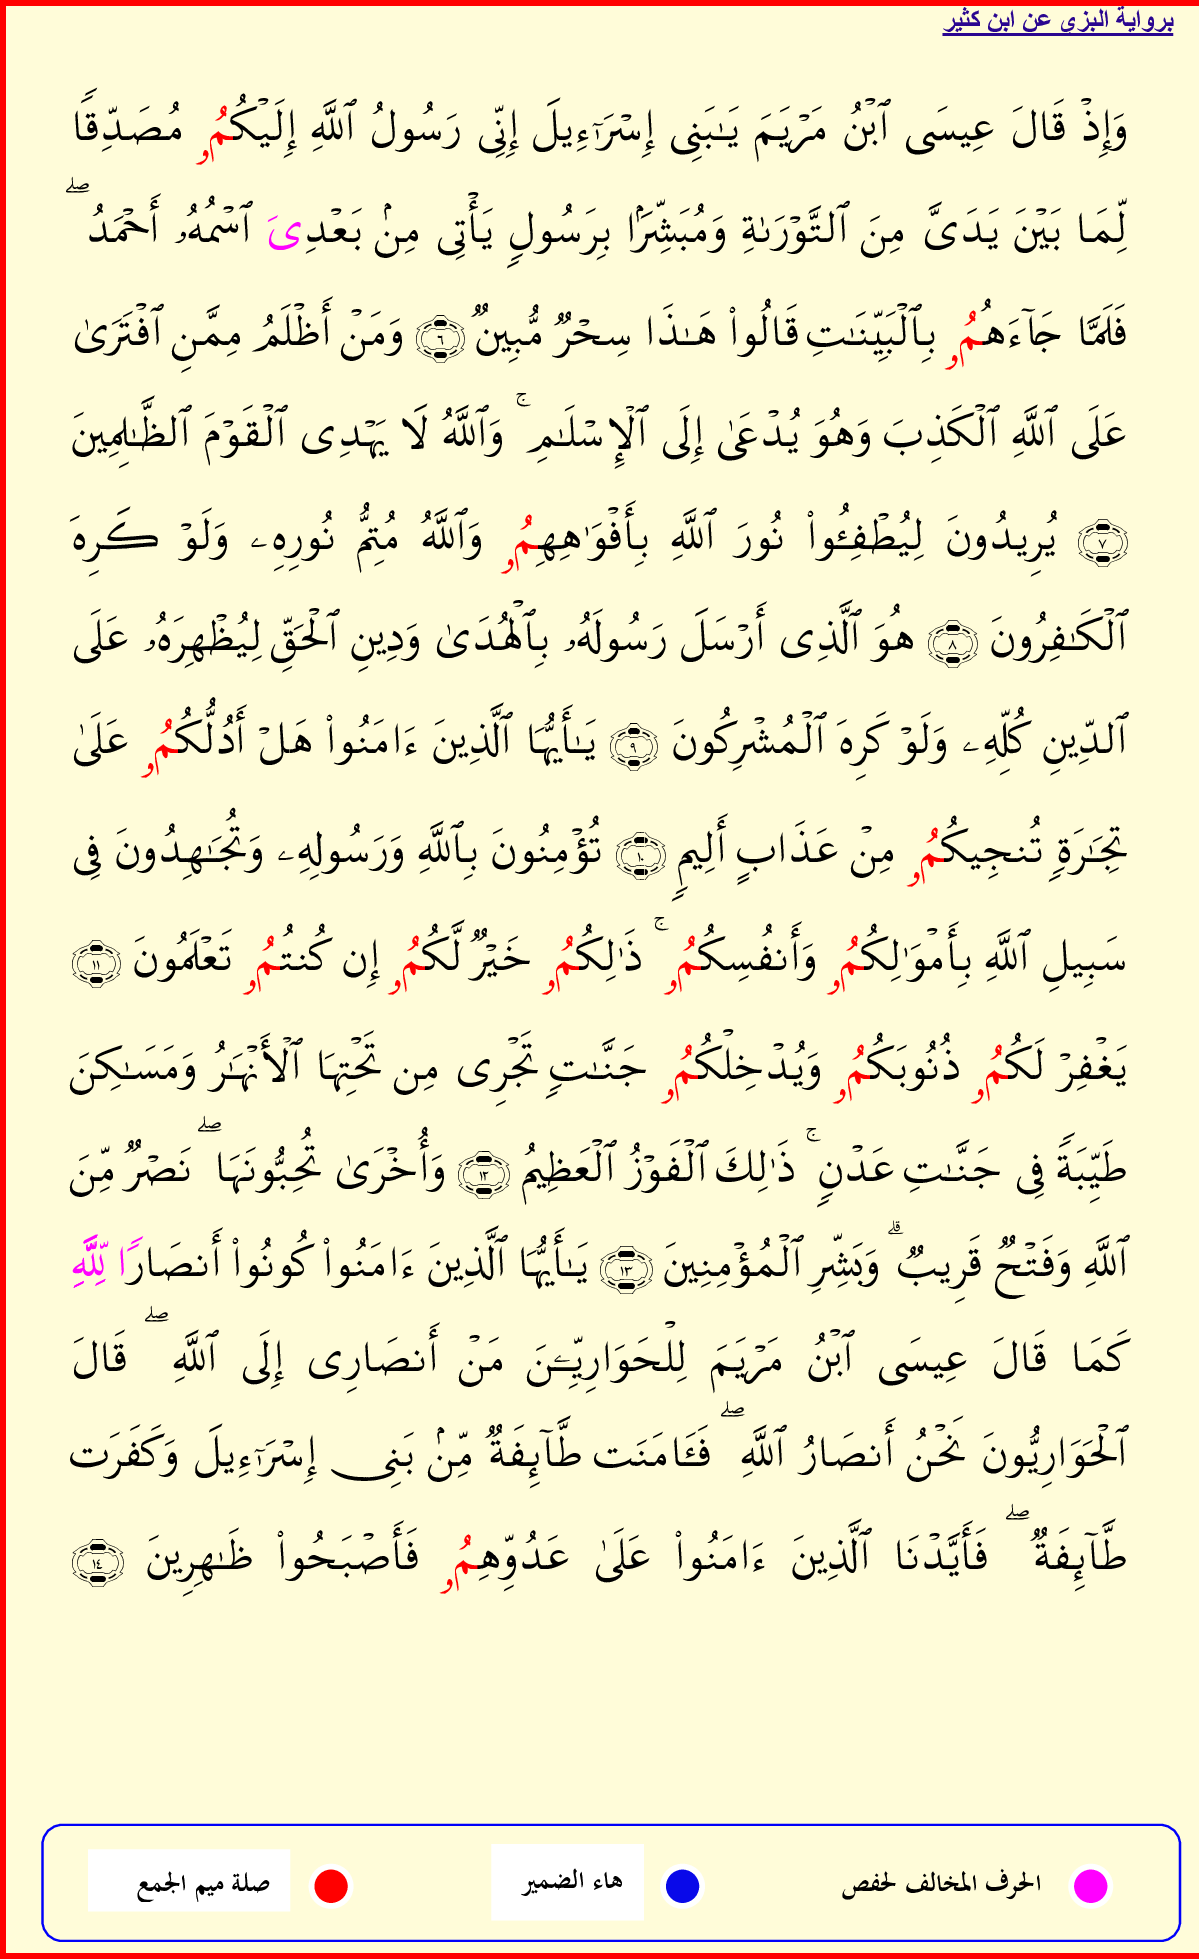 برواية البزي عن ابن كثير
وَإِذْ قَالَ عِيسَى ٱبْنُ مَرْيَمَ يَـٰبَنِى إِسْرَٰٓءِيلَ إِنِّى رَسُولُ ٱللَّهِ إِلَيْكُمُۥ مُصَدِّقًا
لِّمَا بَيْنَ يَدَىَّ مِنَ ٱلتَّوْرَىٰةِ وَمُبَشِّرًۢا بِرَسُولٍ يَأْتِى مِنۢ بَعْدِىَ ٱسْمُهُۥ أَحْمَدُ ۖ
فَلَمَّا جَآءَهُمُۥ بِٱلْبَيِّنَـٰتِ قَالُوا۟ هَـٰذَا سِحْرٌ مُّبِينٌ ٦ وَمَنْ أَظْلَمُ مِمَّنِ ٱفْتَرَىٰ
عَلَى ٱللَّهِ ٱلْكَذِبَ وَهُوَ يُدْعَىٰٓ إِلَى ٱلْإِسْلَـٰمِ ۚ وَٱللَّهُ لَا يَهْدِى ٱلْقَوْمَ ٱلظَّـٰلِمِينَ
٧ يُرِيدُونَ لِيُطْفِـُٔوا۟ نُورَ ٱللَّهِ بِأَفْوَٰهِهِمُۥ وَٱللَّهُ مُتِمُّ نُورِهِۦ وَلَوْ كَرِهَ
ٱلْكَـٰفِرُونَ ٨ هُوَ ٱلَّذِى أَرْسَلَ رَسُولَهُۥ بِٱلْهُدَىٰ وَدِينِ ٱلْحَقِّ لِيُظْهِرَهُۥ عَلَى
ٱلدِّينِ كُلِّهِۦ وَلَوْ كَرِهَ ٱلْمُشْرِكُونَ ٩ يَـٰأَيُّهَا ٱلَّذِينَ ءَامَنُوا۟ هَلْ أَدُلُّكُمُۥ عَلَىٰ
تِجَـٰرَةٍ تُنجِيكُمُۥ مِنْ عَذَابٍ أَلِيمٍ ١٠ تُؤْمِنُونَ بِٱللَّهِ وَرَسُولِهِۦ وَتُجَـٰهِدُونَ فِى
سَبِيلِ ٱللَّهِ بِأَمْوَٰلِكُمُۥ وَأَنفُسِكُمُۥ ۚ ذَٰلِكُمُۥ خَيْرٌ لَّكُمُۥ إِن كُنتُمُۥ تَعْلَمُونَ ١١
يَغْفِرْ لَكُمُۥ ذُنُوبَكُمُۥ وَيُدْخِلْكُمُۥ جَنَّـٰتٍ تَجْرِى مِن تَحْتِهَا ٱلْأَنْهَـٰرُ وَمَسَـٰكِنَ
طَيِّبَةً فِى جَنَّـٰتِ عَدْنٍ ۚ ذَٰلِكَ ٱلْفَوْزُ ٱلْعَظِيمُ ١٢ وَأُخْرَىٰ تُحِبُّونَهَا ۖ نَصْرٌ مِّنَ
ٱللَّهِ وَفَتْحٌ قَرِيبٌ ۗ وَبَشِّرِ ٱلْمُؤْمِنِينَ ١٣ يَـٰأَيُّهَا ٱلَّذِينَ ءَامَنُوا۟ كُونُوا۟ أَنصَارًا لِّلَّهِ
كَمَا قَالَ عِيسَى ٱبْنُ مَرْيَمَ لِلْحَوَارِيِّـۧنَ مَنْ أَنصَارِى إِلَى ٱللَّهِ ۖ قَالَ
ٱلْحَوَارِيُّونَ نَحْنُ أَنصَارُ ٱللَّهِ ۖ فَـَٔامَنَت طَّآئِفَةٌ مِّنۢ بَنِى إِسْرَٰٓءِيلَ وَكَفَرَت
طَّآئِفَةٌ ۖ فَأَيَّدْنَا ٱلَّذِينَ ءَامَنُوا۟ عَلَىٰ عَدُوِّهِمُۥ فَأَصْبَحُوا۟ ظَـٰهِرِينَ ١٤
الحرف المخالف لحفص هاء الضمير صلة ميم الجمع